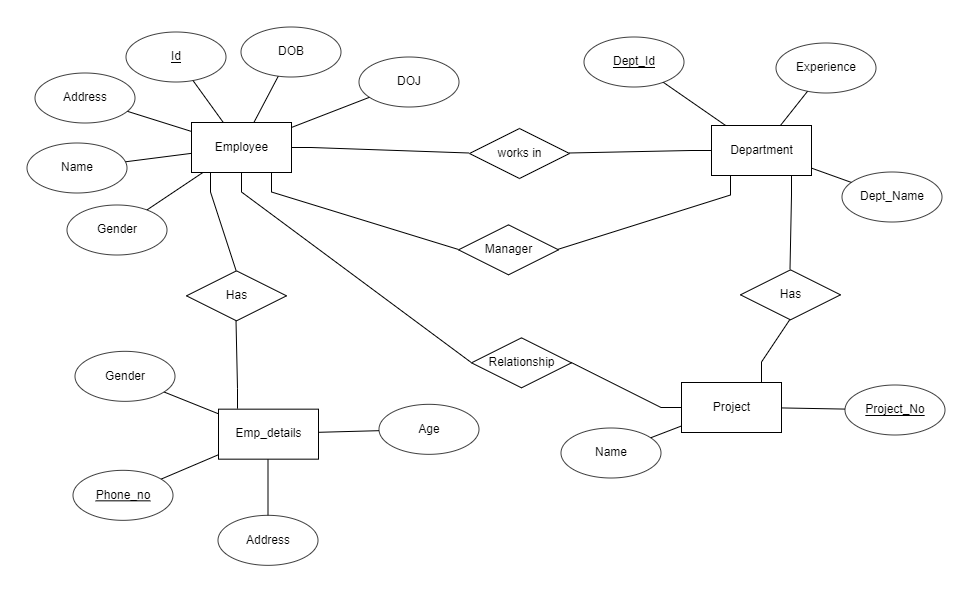 Id
DOB
DOJ
Address
Name
Gender
Employee
Dept_Id
Experience
works in
Department
Dept_Name
Manager
Has
Has
Relationship
Gender
Emp_details
Age
Phone_no
Address
Project
Project_No
Name